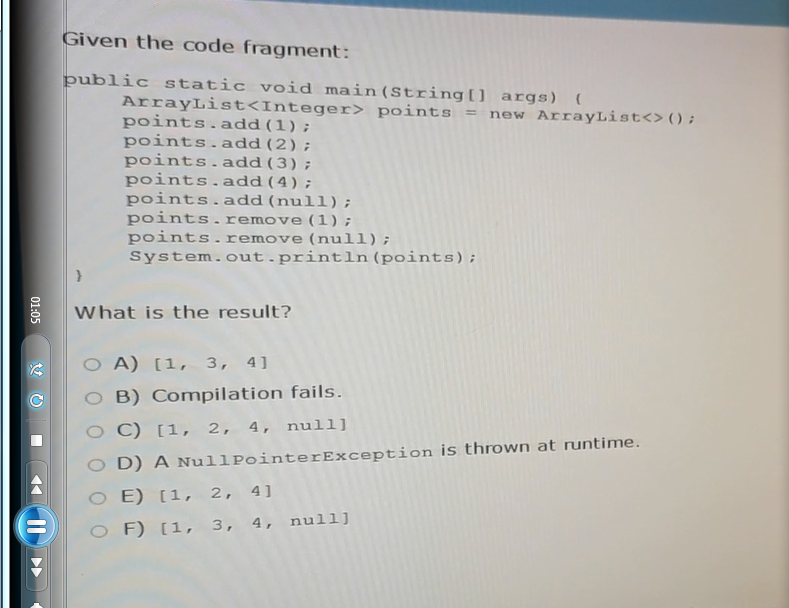 Given the code fragment:
public static void main(String[] args) {
ArrayList<Integer> points = new ArrayList<>();
points.add(1);
points.add(2);
points.add(3);
points.add(4);
points.add(null);
points.remove(1);
points.remove(null);
System.out.println(points);
}
What is the result?
A) [1, 3, 4]
B) Compilation fails.
C) [1, 2, 4, null]
D) A NullPointerException is thrown at runtime.
E) [1, 2, 4]
F) [1, 3, 4, null]
01:05